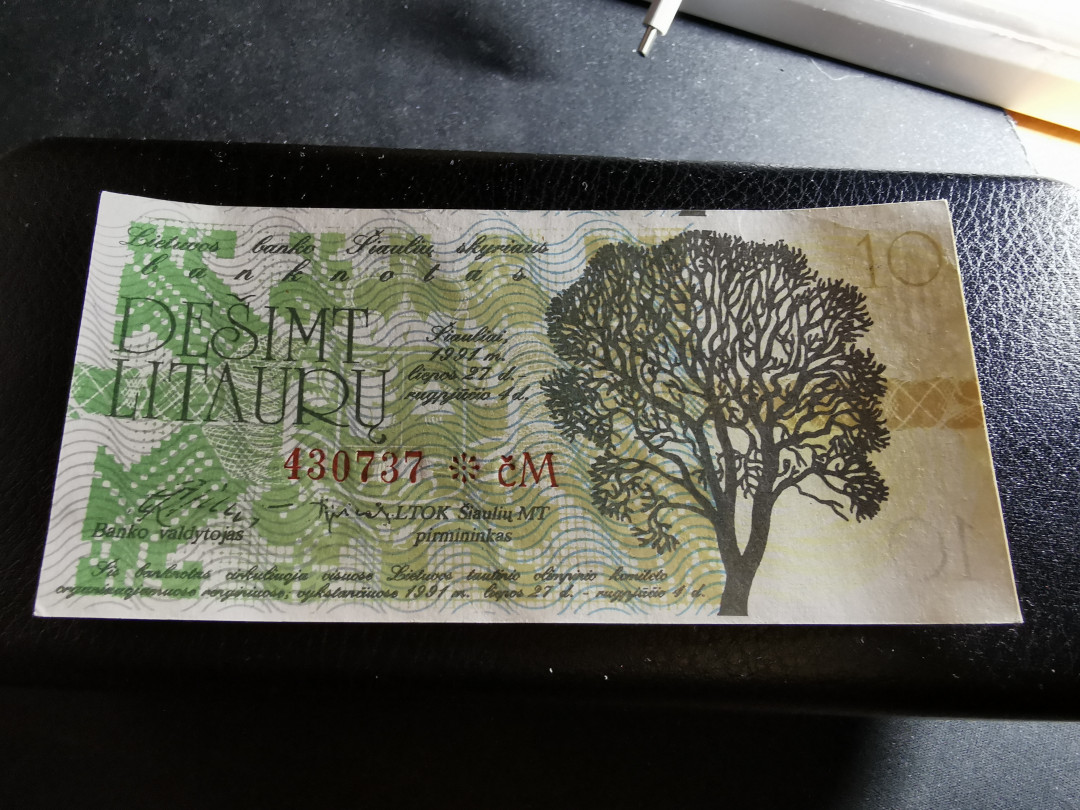 Lietuvos banko Šiaulių skyriaus
banknotas
10
DEŠIMT
LITAURŲ
Šiauliai,
1991 m.
liepos 27 d.
rugpjūčio 4 d.,
430737 ❊ čM
LTOK Šiaulių MT
Banko valdytojas
pirmininkas
Šis banknotas cirkuliuoja visuose Lietuvos tautinio olimpinio komiteto
organizuojamuose renginiuose, vykstančiuose 1991 m. liepos 27 d. - rugpjūčio 4 d.